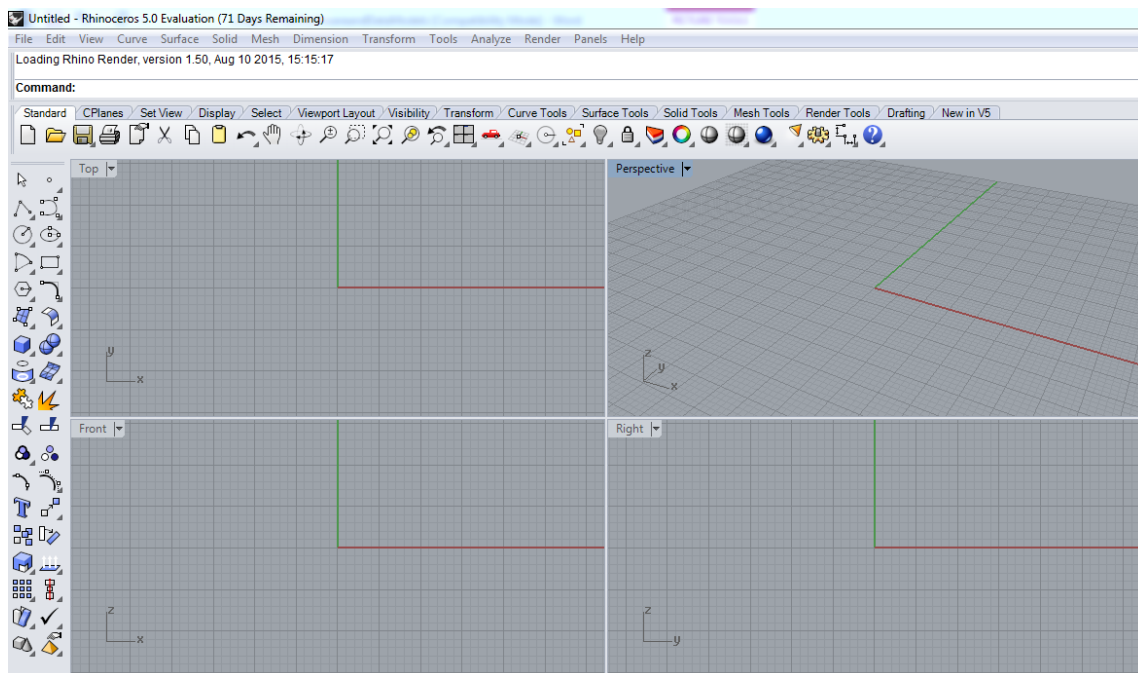 Untitled - Rhinoceros 5.0 Evaluation (71 Days Remaining)
File Edit View Curve Surface Solid Mesh Dimension Transform Tools Analyze Render Panels Help
Loading Rhino Render, version 1.50, Aug 10 2015, 15:15:17
Command:
Standard CPlanes Set View Display Select Viewport Layout Visibility Transform Curve Tools Surface Tools Solid Tools Mesh Tools Render Tools Drafting New in V5
Top Perspective
y x
z y x
Front Right
z x
z y